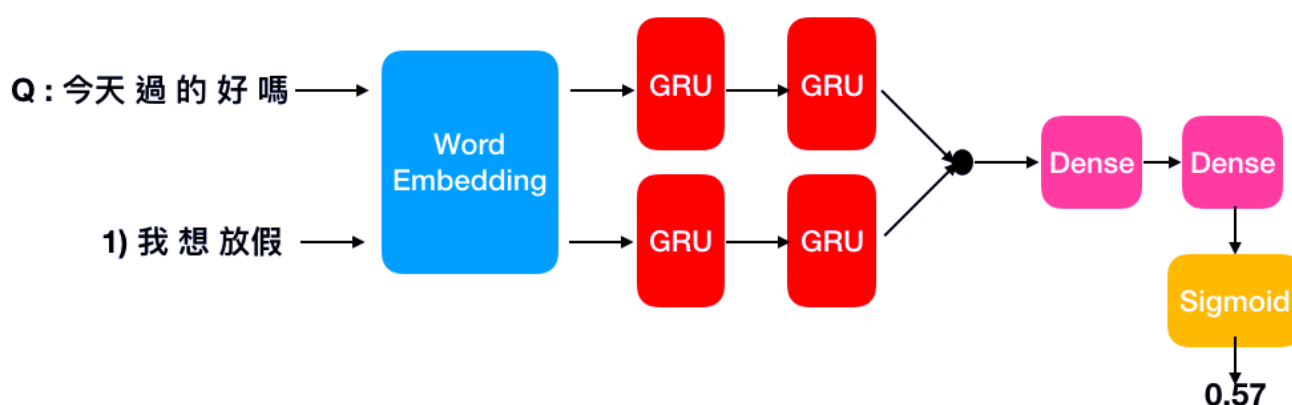 Q : 今天 過 的 好 嗎
1) 我 想 放假
Word
Embedding
GRU
GRU
GRU
GRU
Dense
Dense
Sigmoid
0.57